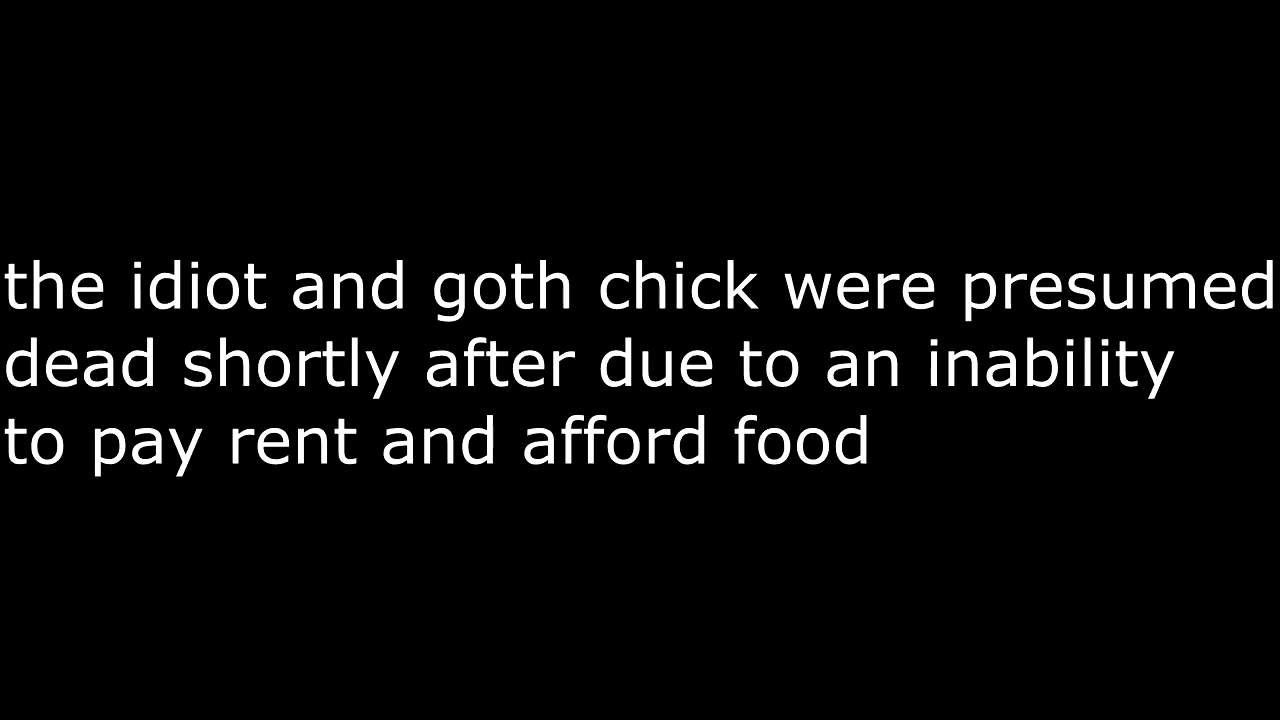 the idiot and goth chick were presumed
dead shortly after due to an inability
to pay rent and afford food